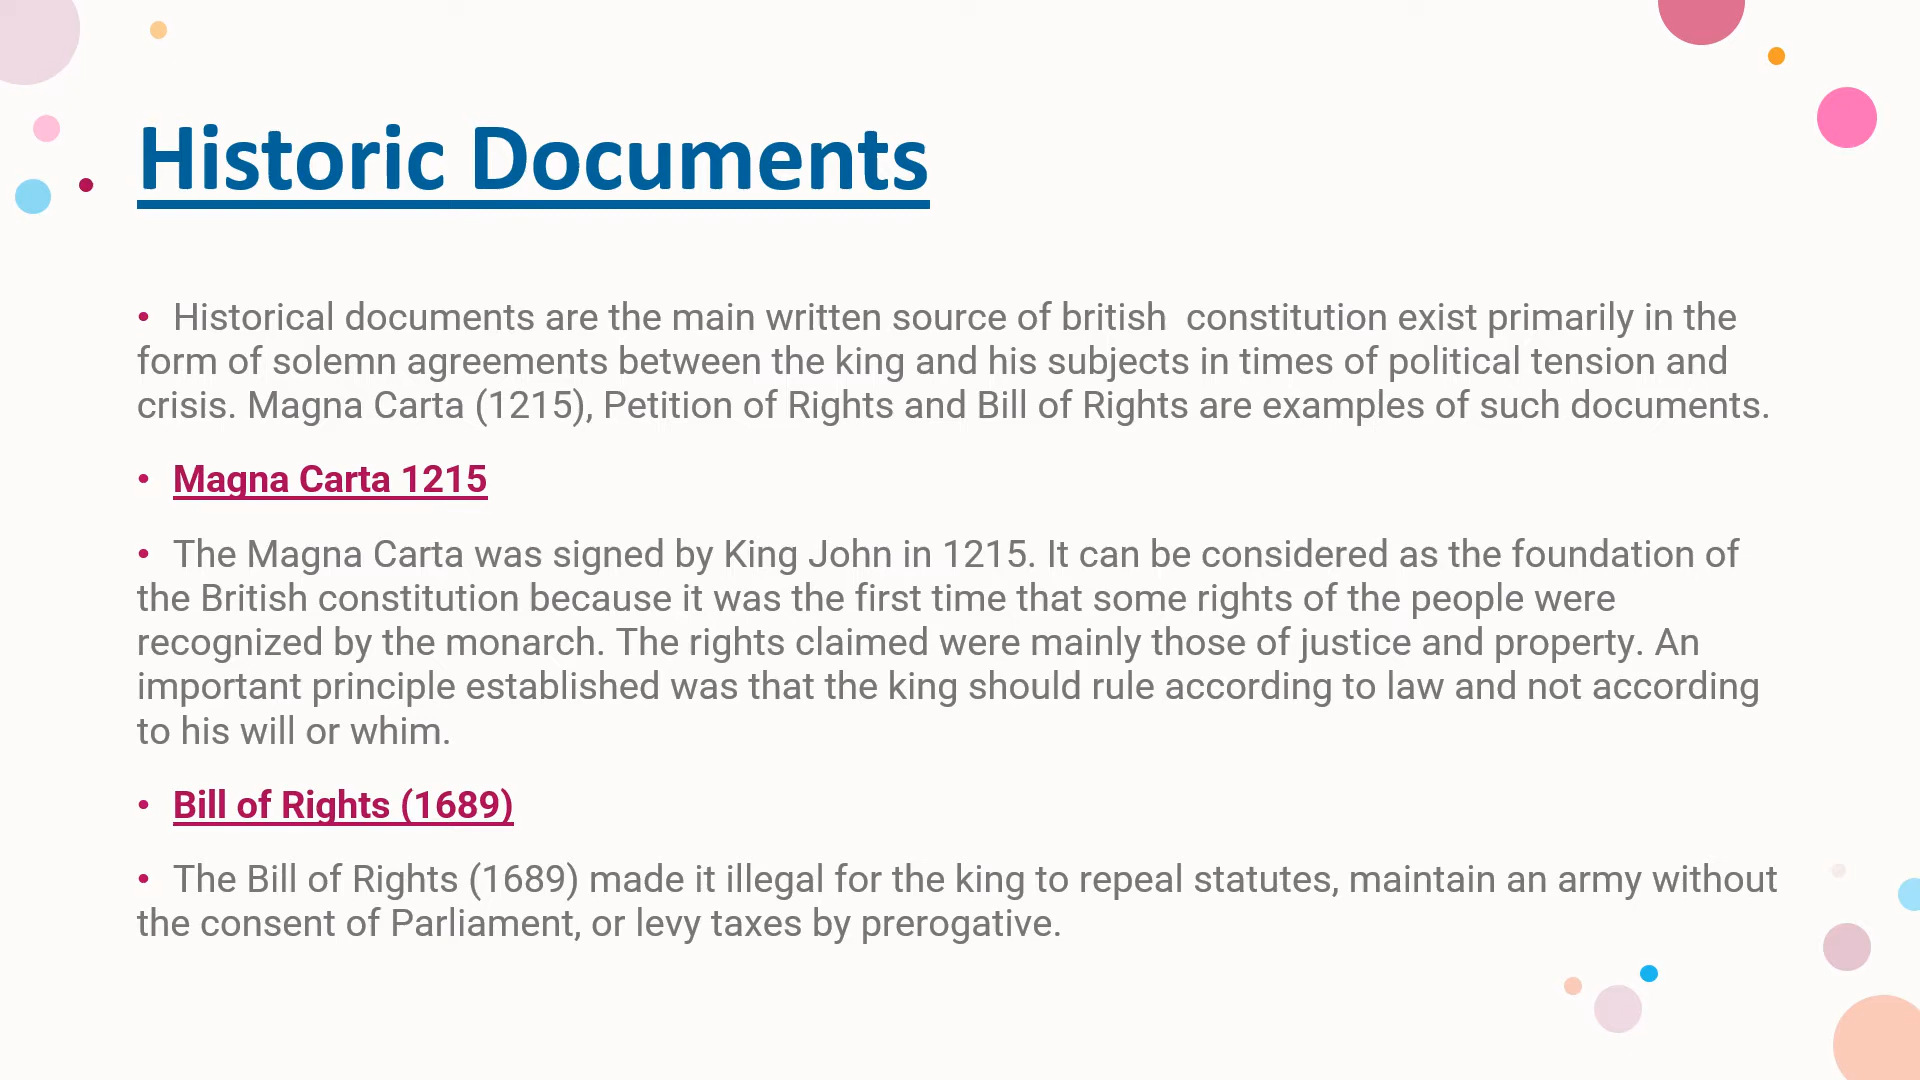 Historic Documents
• Historical documents are the main written source of british  constitution exist primarily in the
form of solemn agreements between the king and his subjects in times of political tension and
crisis. Magna Carta (1215), Petition of Rights and Bill of Rights are examples of such documents.
• Magna Carta 1215
• The Magna Carta was signed by King John in 1215. It can be considered as the foundation of
the British constitution because it was the first time that some rights of the people were
recognized by the monarch. The rights claimed were mainly those of justice and property. An
important principle established was that the king should rule according to law and not according
to his will or whim.
• Bill of Rights (1689)
• The Bill of Rights (1689) made it illegal for the king to repeal statutes, maintain an army without
the consent of Parliament, or levy taxes by prerogative.